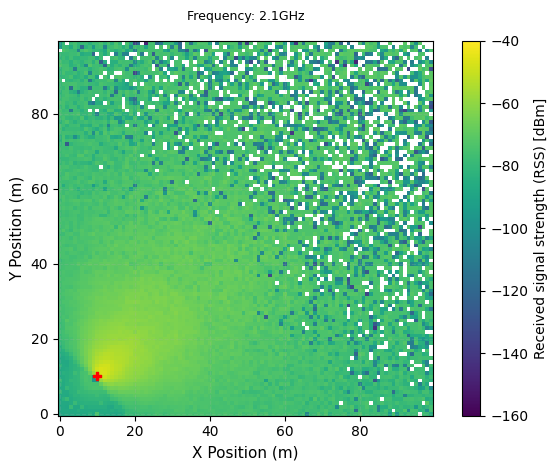 Frequency: 2.1GHz
Y Position (m)
80
60
40
20
0
0 20 40 60 80
X Position (m)
−40
−60
−80
−100
−120
−140
−160
Received signal strength (RSS) [dBm]